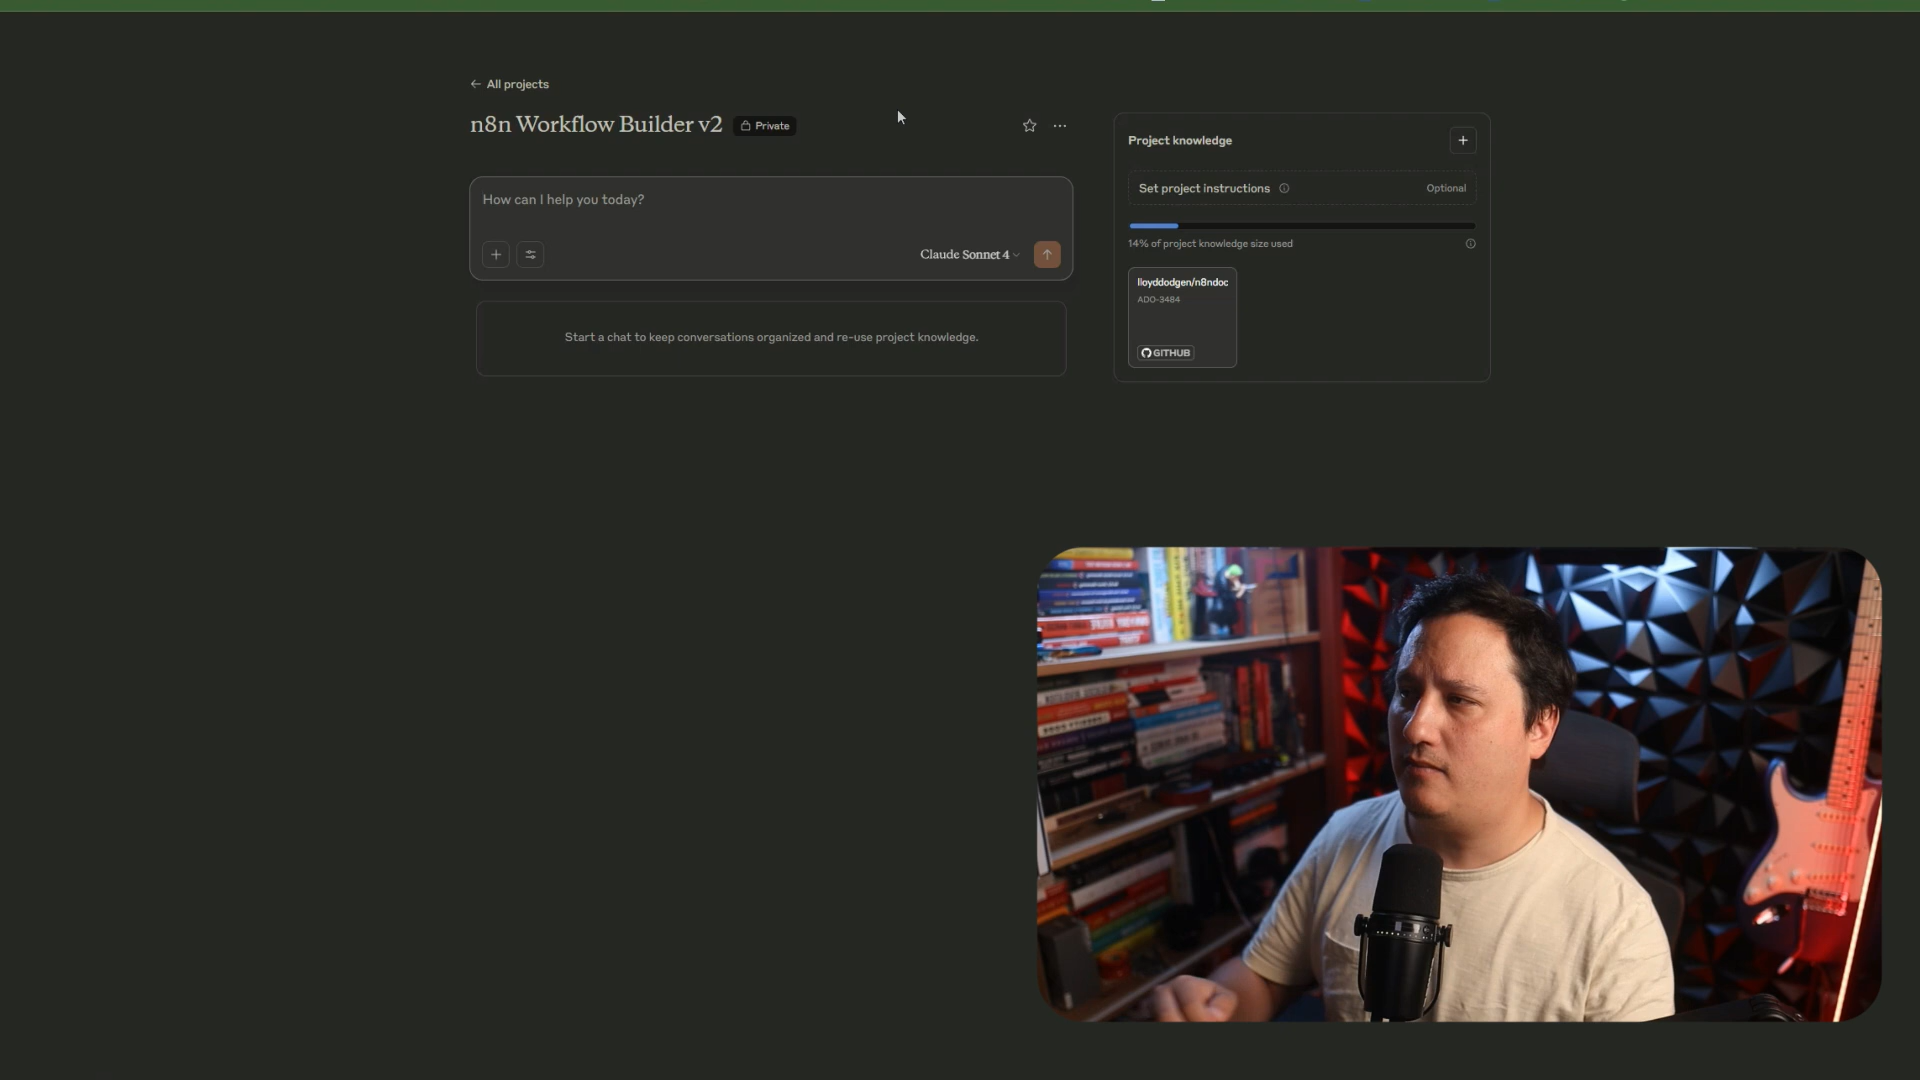 All projects
n8n Workflow Builder v2
Private
How can I help you today?
Claude Sonnet 4
Start a chat to keep conversations organized and re-use project knowledge.
Project knowledge
Set project instructions
Optional
14% of project knowledge size used
lloyddodgen/n8ndoc
ADO-3484
GITHUB